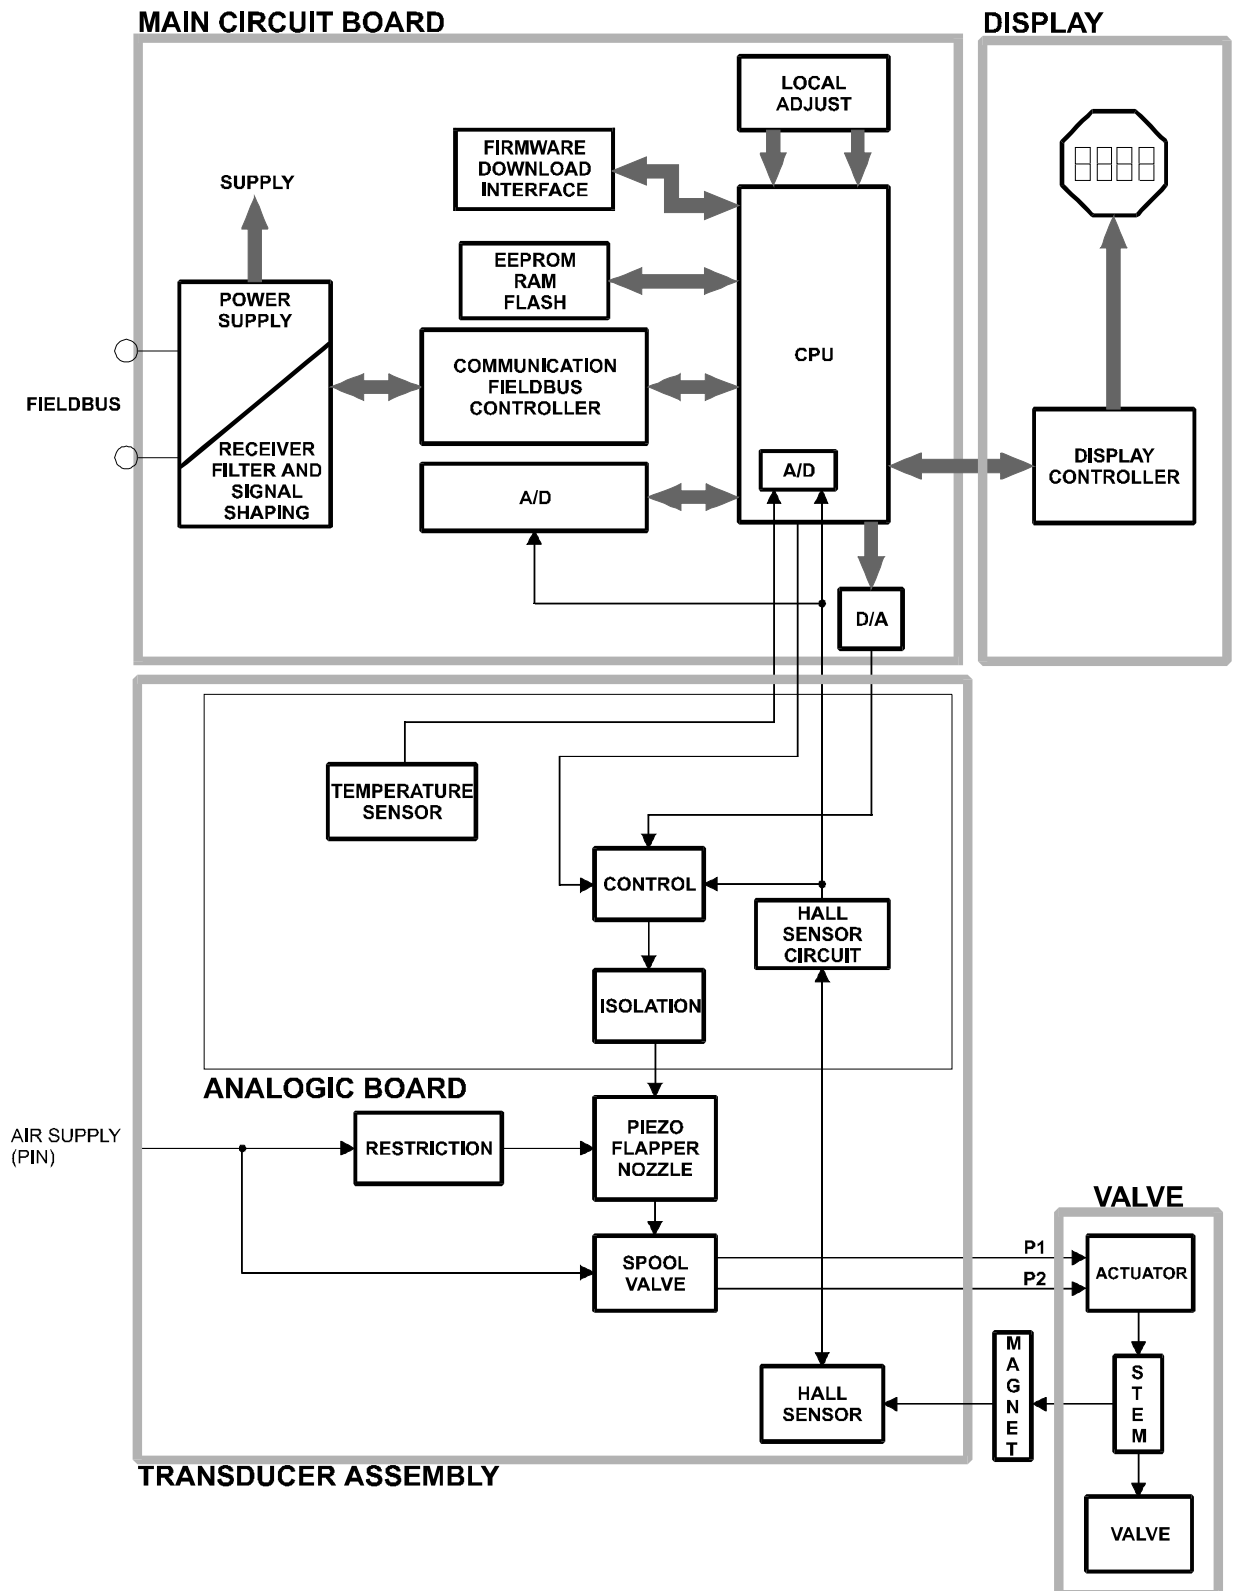 MAIN CIRCUIT BOARD
DISPLAY
LOCAL
ADJUST
FIRMWARE
DOWNLOAD
INTERFACE
SUPPLY
EEPROM
RAM
FLASH
POWER
SUPPLY
CPU
COMMUNICATION
FIELDBUS
CONTROLLER
FIELDBUS
RECEIVER
FILTER AND
SIGNAL
SHAPING
A/D
A/D
DISPLAY
CONTROLLER
D/A
TEMPERATURE
SENSOR
CONTROL
HALL
SENSOR
CIRCUIT
ISOLATION
ANALOGIC BOARD
AIR SUPPLY
(PIN)
RESTRICTION
PIEZO
FLAPPER
NOZZLE
VALVE
SPOOL
VALVE
P1
P2
ACTUATOR
MAGNET
STEM
HALL
SENSOR
TRANSDUCER ASSEMBLY
VALVE